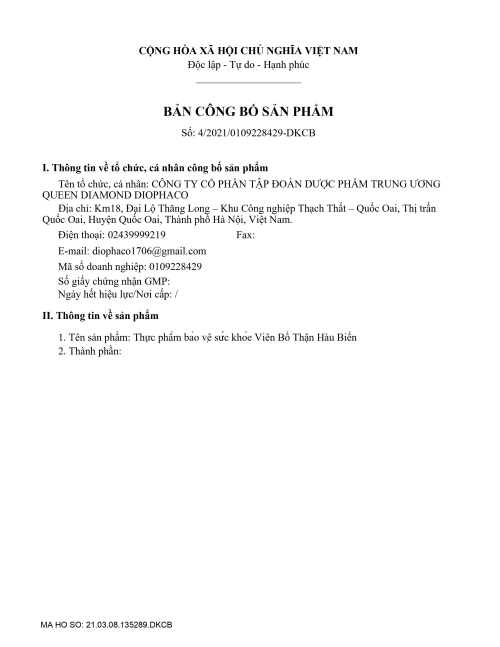 CỘNG HÒA XÃ HỘI CHỦ NGHĨA VIỆT NAM
Độc lập - Tự do - Hạnh phúc
BẢN CÔNG BỐ SẢN PHẨM
Số: 4/2021/0109228429-DKCB
I. Thông tin về tổ chức, cá nhân công bố sản phẩm
Tên tổ chức, cá nhân: CÔNG TY CỔ PHẦN TẬP ĐOÀN DƯỢC PHẨM TRUNG ƯƠNG
QUEEN DIAMOND DIOPHACO
Địa chỉ: Km18, Đại Lộ Thăng Long – Khu Công nghiệp Thạch Thất – Quốc Oai, Thị trấn
Quốc Oai, Huyện Quốc Oai, Thành phố Hà Nội, Việt Nam.
Điện thoại: 02439999219 Fax:
E-mail: diophaco1706@gmail.com
Mã số doanh nghiệp: 0109228429
Số giấy chứng nhận GMP:
Ngày hết hiệu lực/Nơi cấp: /
II. Thông tin về sản phẩm
1. Tên sản phẩm: Thực phẩm bảo vệ sức khỏe Viên Bổ Thận Hàu Biển
2. Thành phần:
MA HO SO: 21.03.08.135289.DKCB